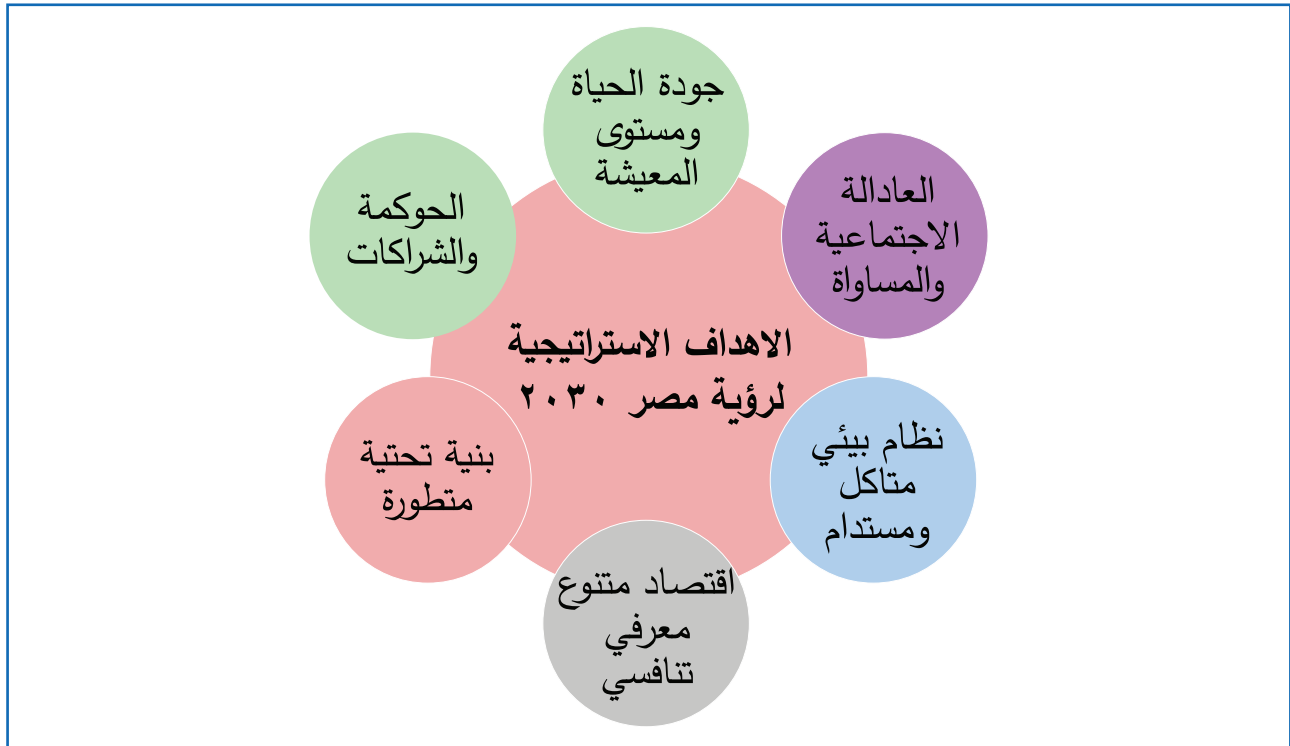 جودة الحياة
ومستوى
المعيشة
العادالة
الاجتماعية
والمساواة
نظام بيئي
متاكل
ومستدام
اقتصاد متنوع
معرفي
تنافسي
بنية تحتية
متطورة
الحوكمة
والشراكات
الاهداف الاستراتيجية
لرؤية مصر ٢٠٣٠